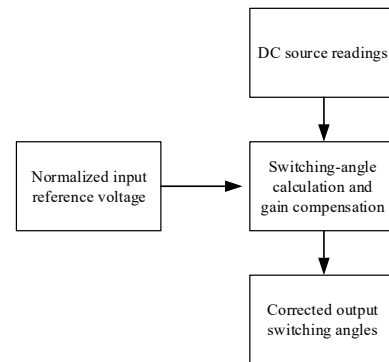 DC source readings
Normalized input
reference voltage
Switching-angle
calculation and
gain compensation
Corrected output
switching angles